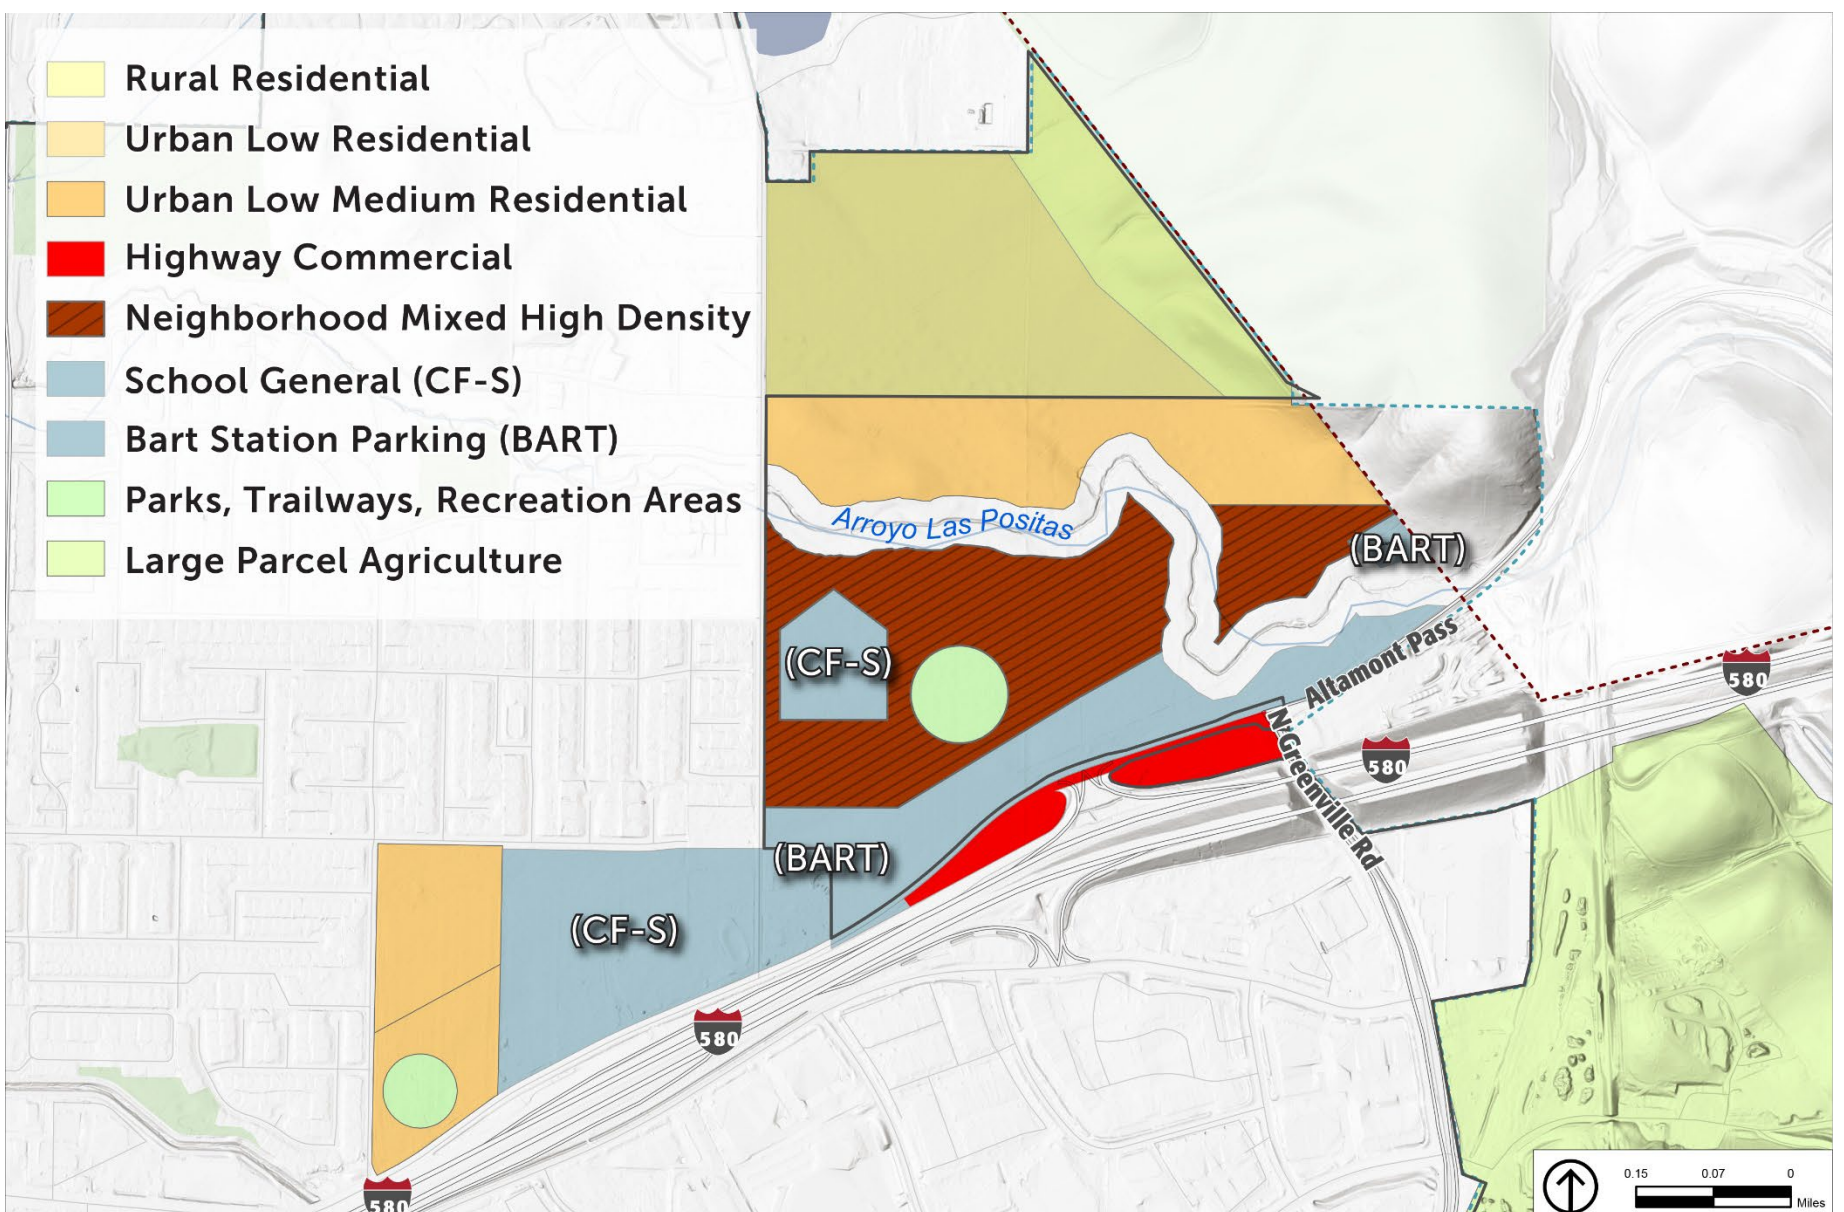 Rural Residential
Urban Low Residential
Urban Low Medium Residential
Highway Commercial
Neighborhood Mixed High Density
School General (CF-S)
Bart Station Parking (BART)
Parks, Trailways, Recreation Areas
Large Parcel Agriculture
Arroyo Las Positas
(BART)
(CF-S)
Altamont Pass
580
580
N Greenville Rd
(BART)
(CF-S)
580
580
0.15 0.07 0
Miles